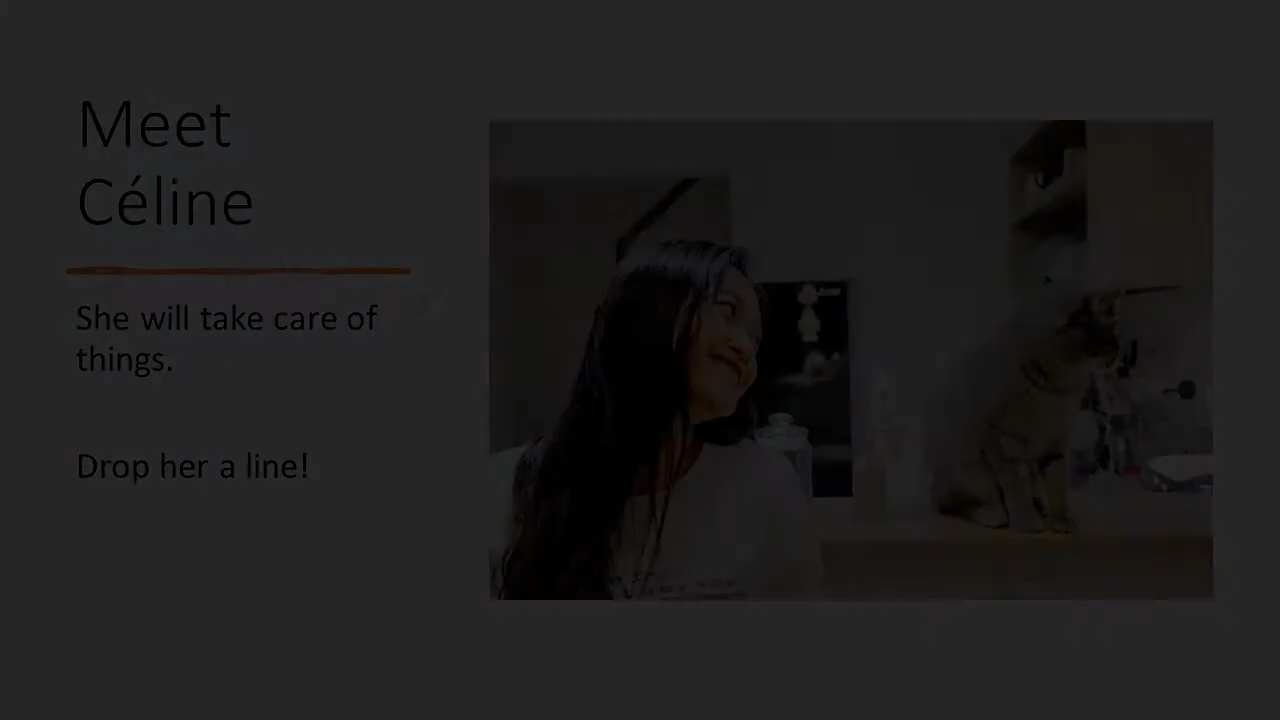 Meet
Céline
She will take care of
things.
Drop her a line!